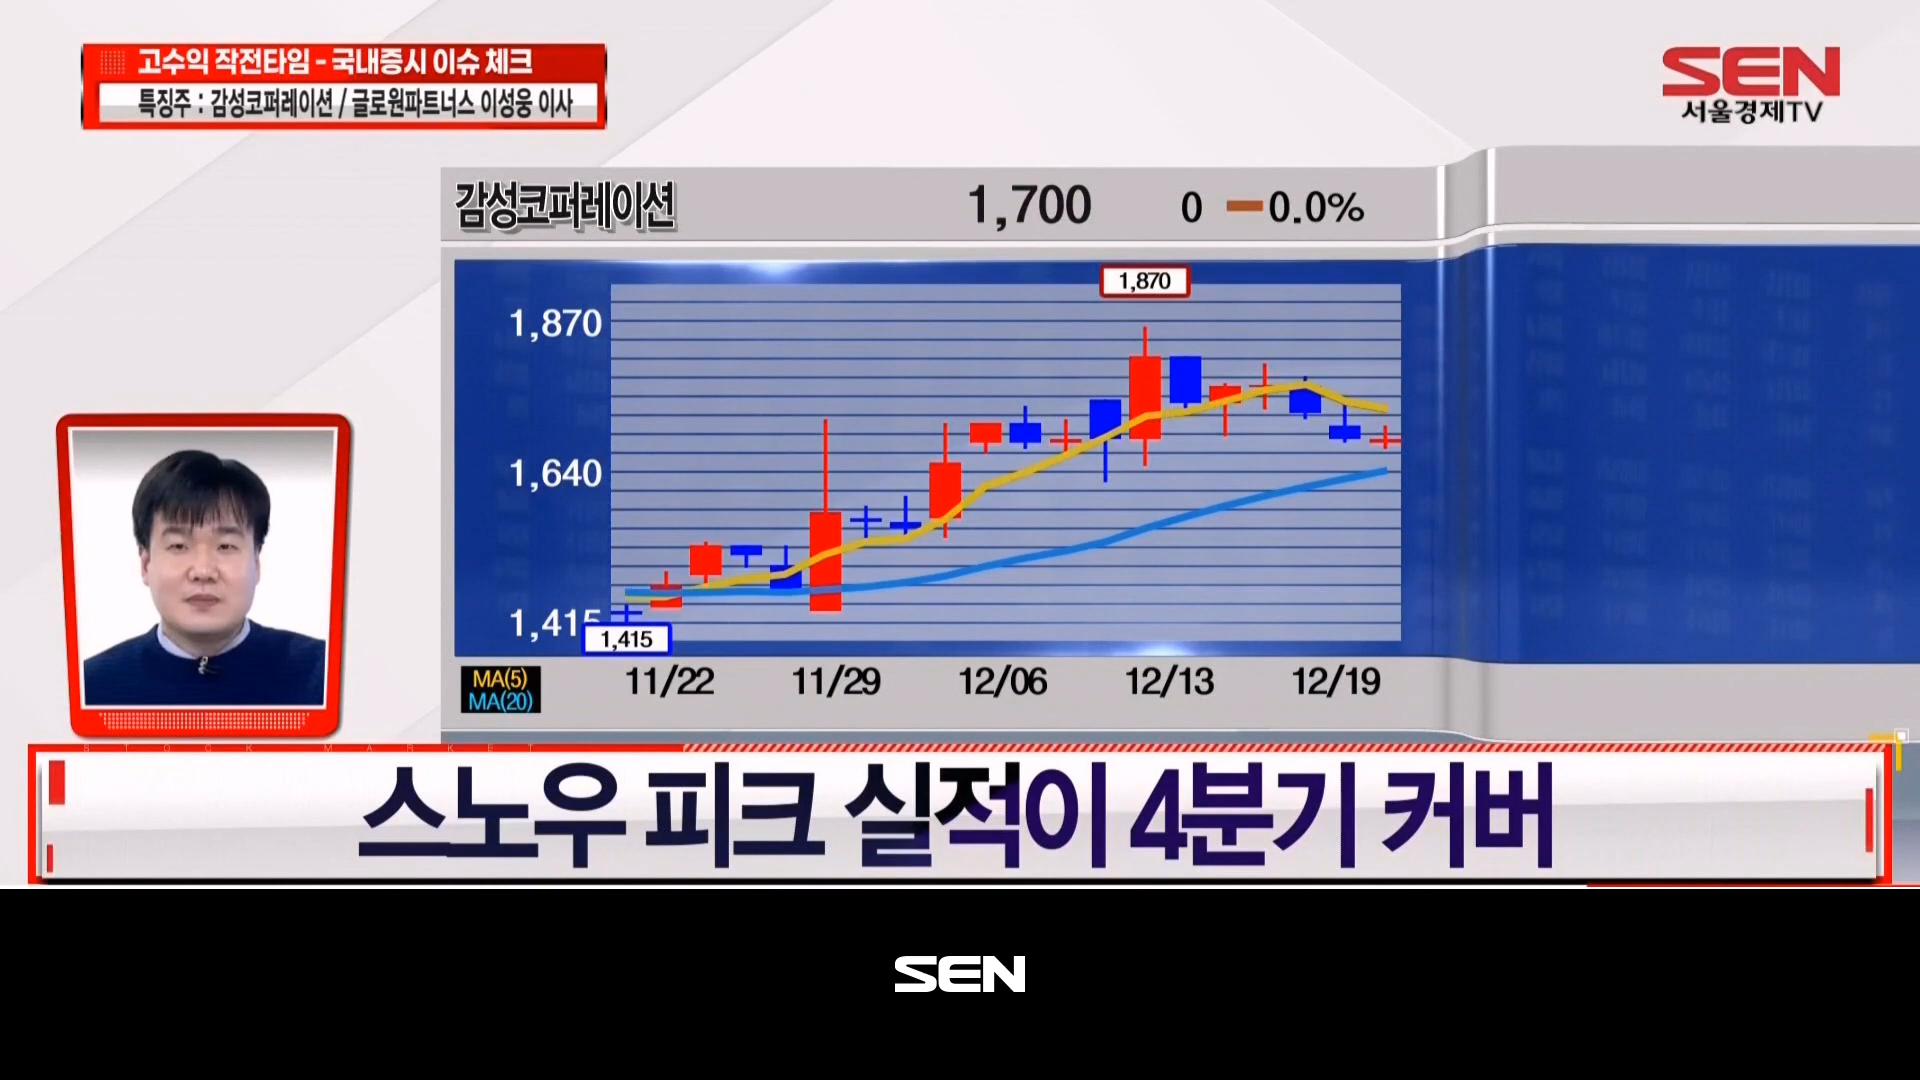 고수익 작전타임 - 국내증시 이슈 체크
특징주 : 감성코퍼레이션 / 글로원파트너스 이성웅 이사
SEN
서울경제TV
감성코퍼레이션 1,700 0 0.0%
1,870
1,870
1,640
1,415
1,415
MA(5)
MA(20)
11/22 11/29 12/06 12/13 12/19
STOCK MARKET
스노우 피크 실적이 4분기 커버
SEN